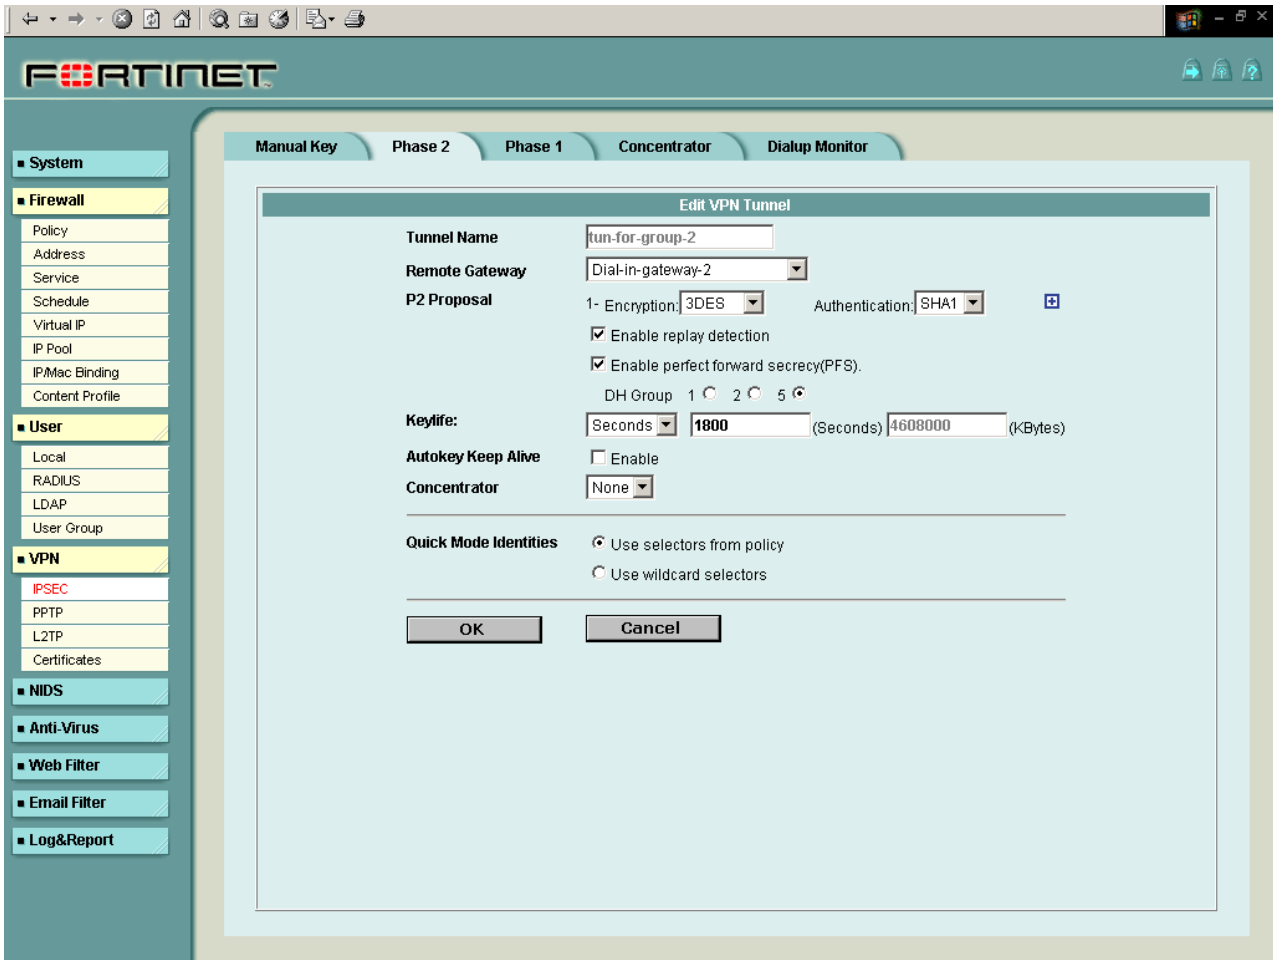 FORTINET
Manual Key
Phase 2
Phase 1
Concentrator
Dialup Monitor
System
Firewall
Policy
Address
Service
Schedule
Virtual IP
IP Pool
IP/Mac Binding
Content Profile
User
Local
RADIUS
LDAP
User Group
VPN
IPSEC
PPTP
L2TP
Certificates
NIDS
Anti-Virus
Web Filter
Email Filter
Log&Report
Edit VPN Tunnel
Tunnel Name tun-for-group-2
Remote Gateway Dial-in-gateway-2
P2 Proposal 1- Encryption: 3DES Authentication: SHA1
Enable replay detection
Enable perfect forward secrecy(PFS).
DH Group 1 2 5
Keylife: Seconds 1800 (Seconds) 4608000 (KBytes)
Autokey Keep Alive Enable
Concentrator None
Quick Mode Identities Use selectors from policy
Use wildcard selectors
OK Cancel